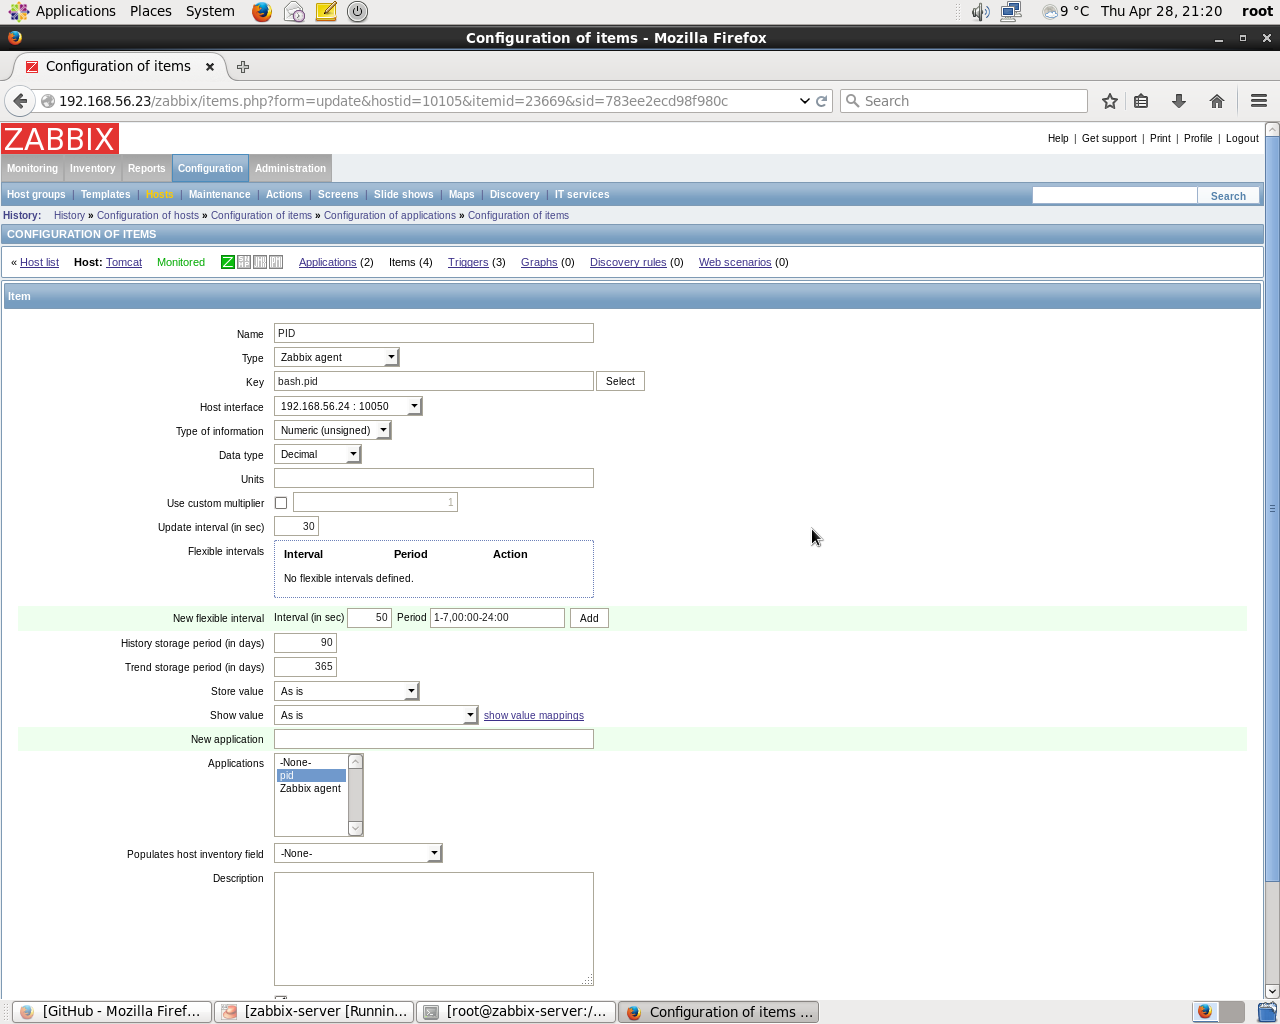 Applications Places System 9 °C Thu Apr 28, 21:20 root
Configuration of items - Mozilla Firefox
Configuration of items
192.168.56.23/zabbix/items.php?form=update&hostid=10105&itemid=23669&sid=783ee2ecd98f980c Search
ZABBIX
Help | Get support | Print | Profile | Logout
Monitoring Inventory Reports Configuration Administration
Host groups | Templates | Hosts | Maintenance | Actions | Screens | Slide shows | Maps | Discovery | IT services Search
History: History » Configuration of hosts » Configuration of items » Configuration of applications » Configuration of items
CONFIGURATION OF ITEMS
« Host list Host: Tomcat Monitored Applications (2) Items (4) Triggers (3) Graphs (0) Discovery rules (0) Web scenarios (0)
Item
Name PID
Type Zabbix agent
Key bash.pid Select
Host interface 192.168.56.24 : 10050
Type of information Numeric (unsigned)
Data type Decimal
Units
Use custom multiplier 1
Update interval (in sec) 30
Flexible intervals Interval Period Action
No flexible intervals defined.
New flexible interval Interval (in sec) 50 Period 1-7,00:00-24:00 Add
History storage period (in days) 90
Trend storage period (in days) 365
Store value As is
Show value As is show value mappings
New application
Applications -None-
pid
Zabbix agent
Populates host inventory field -None-
Description
[GitHub - Mozilla Firef... [zabbix-server [Runnin... [root@zabbix-server:/... Configuration of items ...